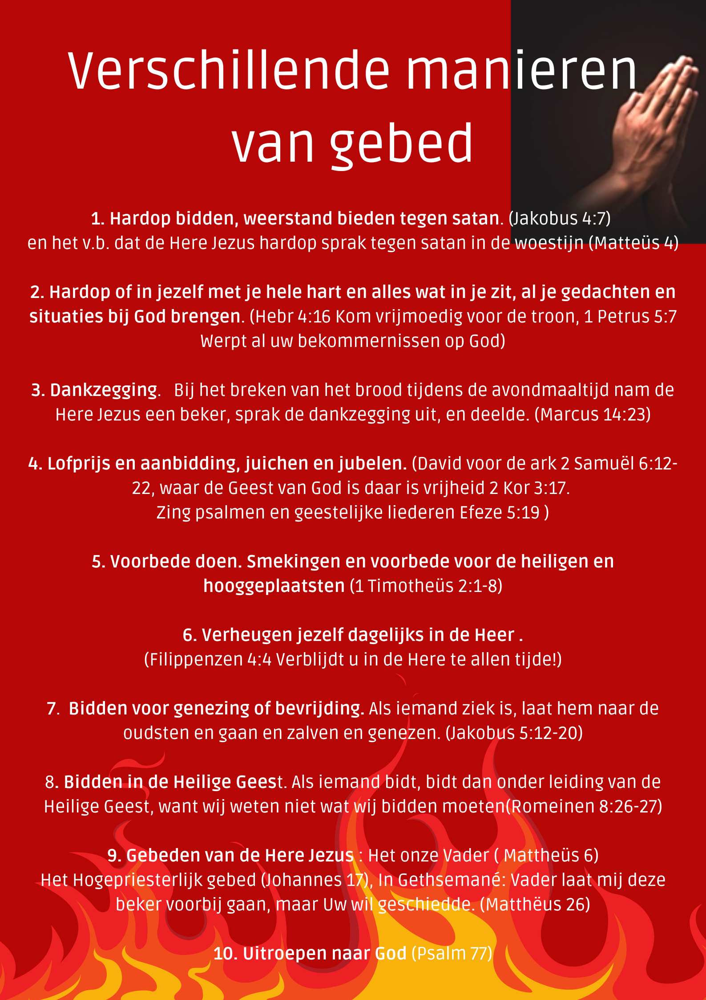 Verschillende manieren
van gebed
1. Hardop bidden, weerstand bieden tegen satan. (Jakobus 4:7)
en het v.b. dat de Here Jezus hardop sprak tegen satan in de woestijn (Matteüs 4)
2. Hardop of in jezelf met je hele hart en alles wat in je zit, al je gedachten en
situaties bij God brengen. (Hebr 4:16 Kom vrijmoedig voor de troon, 1 Petrus 5:7
Werpt al uw bekommernissen op God)
3. Dankzegging.   Bij het breken van het brood tijdens de avondmaaltijd nam de
Here Jezus een beker, sprak de dankzegging uit, en deelde. (Marcus 14:23)
4. Lofprijs en aanbidding, juichen en jubelen. (David voor de ark 2 Samuël 6:12-
22, waar de Geest van God is daar is vrijheid 2 Kor 3:17.
Zing psalmen en geestelijke liederen Efeze 5:19 )
5. Voorbede doen. Smekingen en voorbede voor de heiligen en
hooggeplaatsten (1 Timotheüs 2:1-8)
6. Verheugen jezelf dagelijks in de Heer .
(Filippenzen 4:4 Verblijdt u in de Here te allen tijde!)
7.  Bidden voor genezing of bevrijding. Als iemand ziek is, laat hem naar de
oudsten en gaan en zalven en genezen. (Jakobus 5:12-20)
8. Bidden in de Heilige Geest. Als iemand bidt, bidt dan onder leiding van de
Heilige Geest, want wij weten niet wat wij bidden moeten(Romeinen 8:26-27)
9. Gebeden van de Here Jezus : Het onze Vader ( Mattheüs 6)
Het Hogepriesterlijk gebed (Johannes 17), In Gethsemané: Vader laat mij deze
beker voorbij gaan, maar Uw wil geschiedde. (Matthëus 26)
10. Uitroepen naar God (Psalm 77)